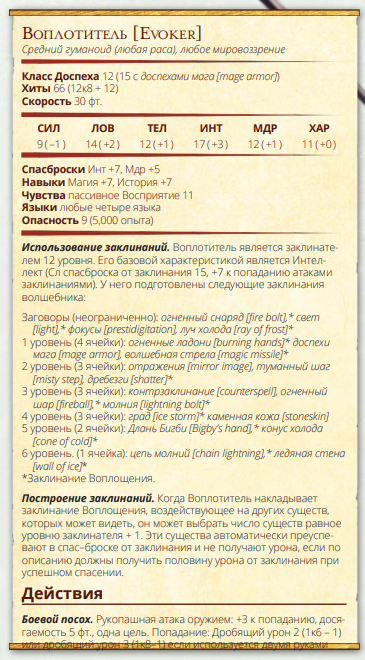 Воплотитель [Evoker]
Средний гуманоид (любая раса), любое мировоззрение
Класс Доспеха 12 (15 с доспехами мага [mage armor])
Хиты 66 (12к8 + 12)
Скорость 30 фт.
СИЛ ЛОВ ТЕЛ ИНТ МДР ХАР
9 (−1) 14 (+2) 12 (+1) 17 (+3) 12 (+1) 11 (+0)
Спасброски Инт +7, Мдр +5
Навыки Магия +7, История +7
Чувства пассивное Восприятие 11
Языки любые четыре языка
Опасность 9 (5,000 опыта)
Использование заклинаний. Воплотитель является заклинате-
лем 12 уровня. Его базовой характеристикой является Интел-
лект (Сл спасброска от заклинания 15, +7 к попаданию атаками
заклинаниями). У него подготовлены следующие заклинания
волшебника:
Заговоры (неограниченно): огненный снаряд [fire bolt],* свет
[light],* фокусы [prestidigitation], луч холода [ray of frost]*
1 уровень (4 ячейки): огненные ладони [burning hands]* доспехи
мага [mage armor], волшебная стрела [magic missile]*
2 уровень (3 ячейки): отражения [mirror image], туманный шаг
[misty step], дребезги [shatter]*
3 уровень (3 ячейки): контрзаклинание [counterspell], огненный
шар [fireball],* молния [lightning bolt]*
4 уровень (3 ячейки): град [ice storm]* каменная кожа [stoneskin]
5 уровень (2 ячейки): Длань Бигби [Bigby's hand],* конус холода
[cone of cold]*
6 уровень. (1 ячейка): цепь молний [chain lightning],* ледяная стена
[wall of ice]*
*Заклинание Воплощения.
Построение заклинаний. Когда Воплотитель накладывает
заклинание Воплощения, воздействующее на других существ,
которых может видеть, он может выбрать число существ равное
уровню заклинателя + 1. Эти существа автоматически преуспе-
вают в спас–броске от заклинания и не получают урона, если по
описанию должны получить половину урона от заклинания при
успешном спасении.
Действия
Боевой посох. Рукопашная атака оружием: +3 к попаданию, дося-
гаемость 5 фт., одна цель. Попадание: Дробящий урон 2 (1к6 − 1)
или дробящий урон 3 (1к8−1) если используется двумя руками